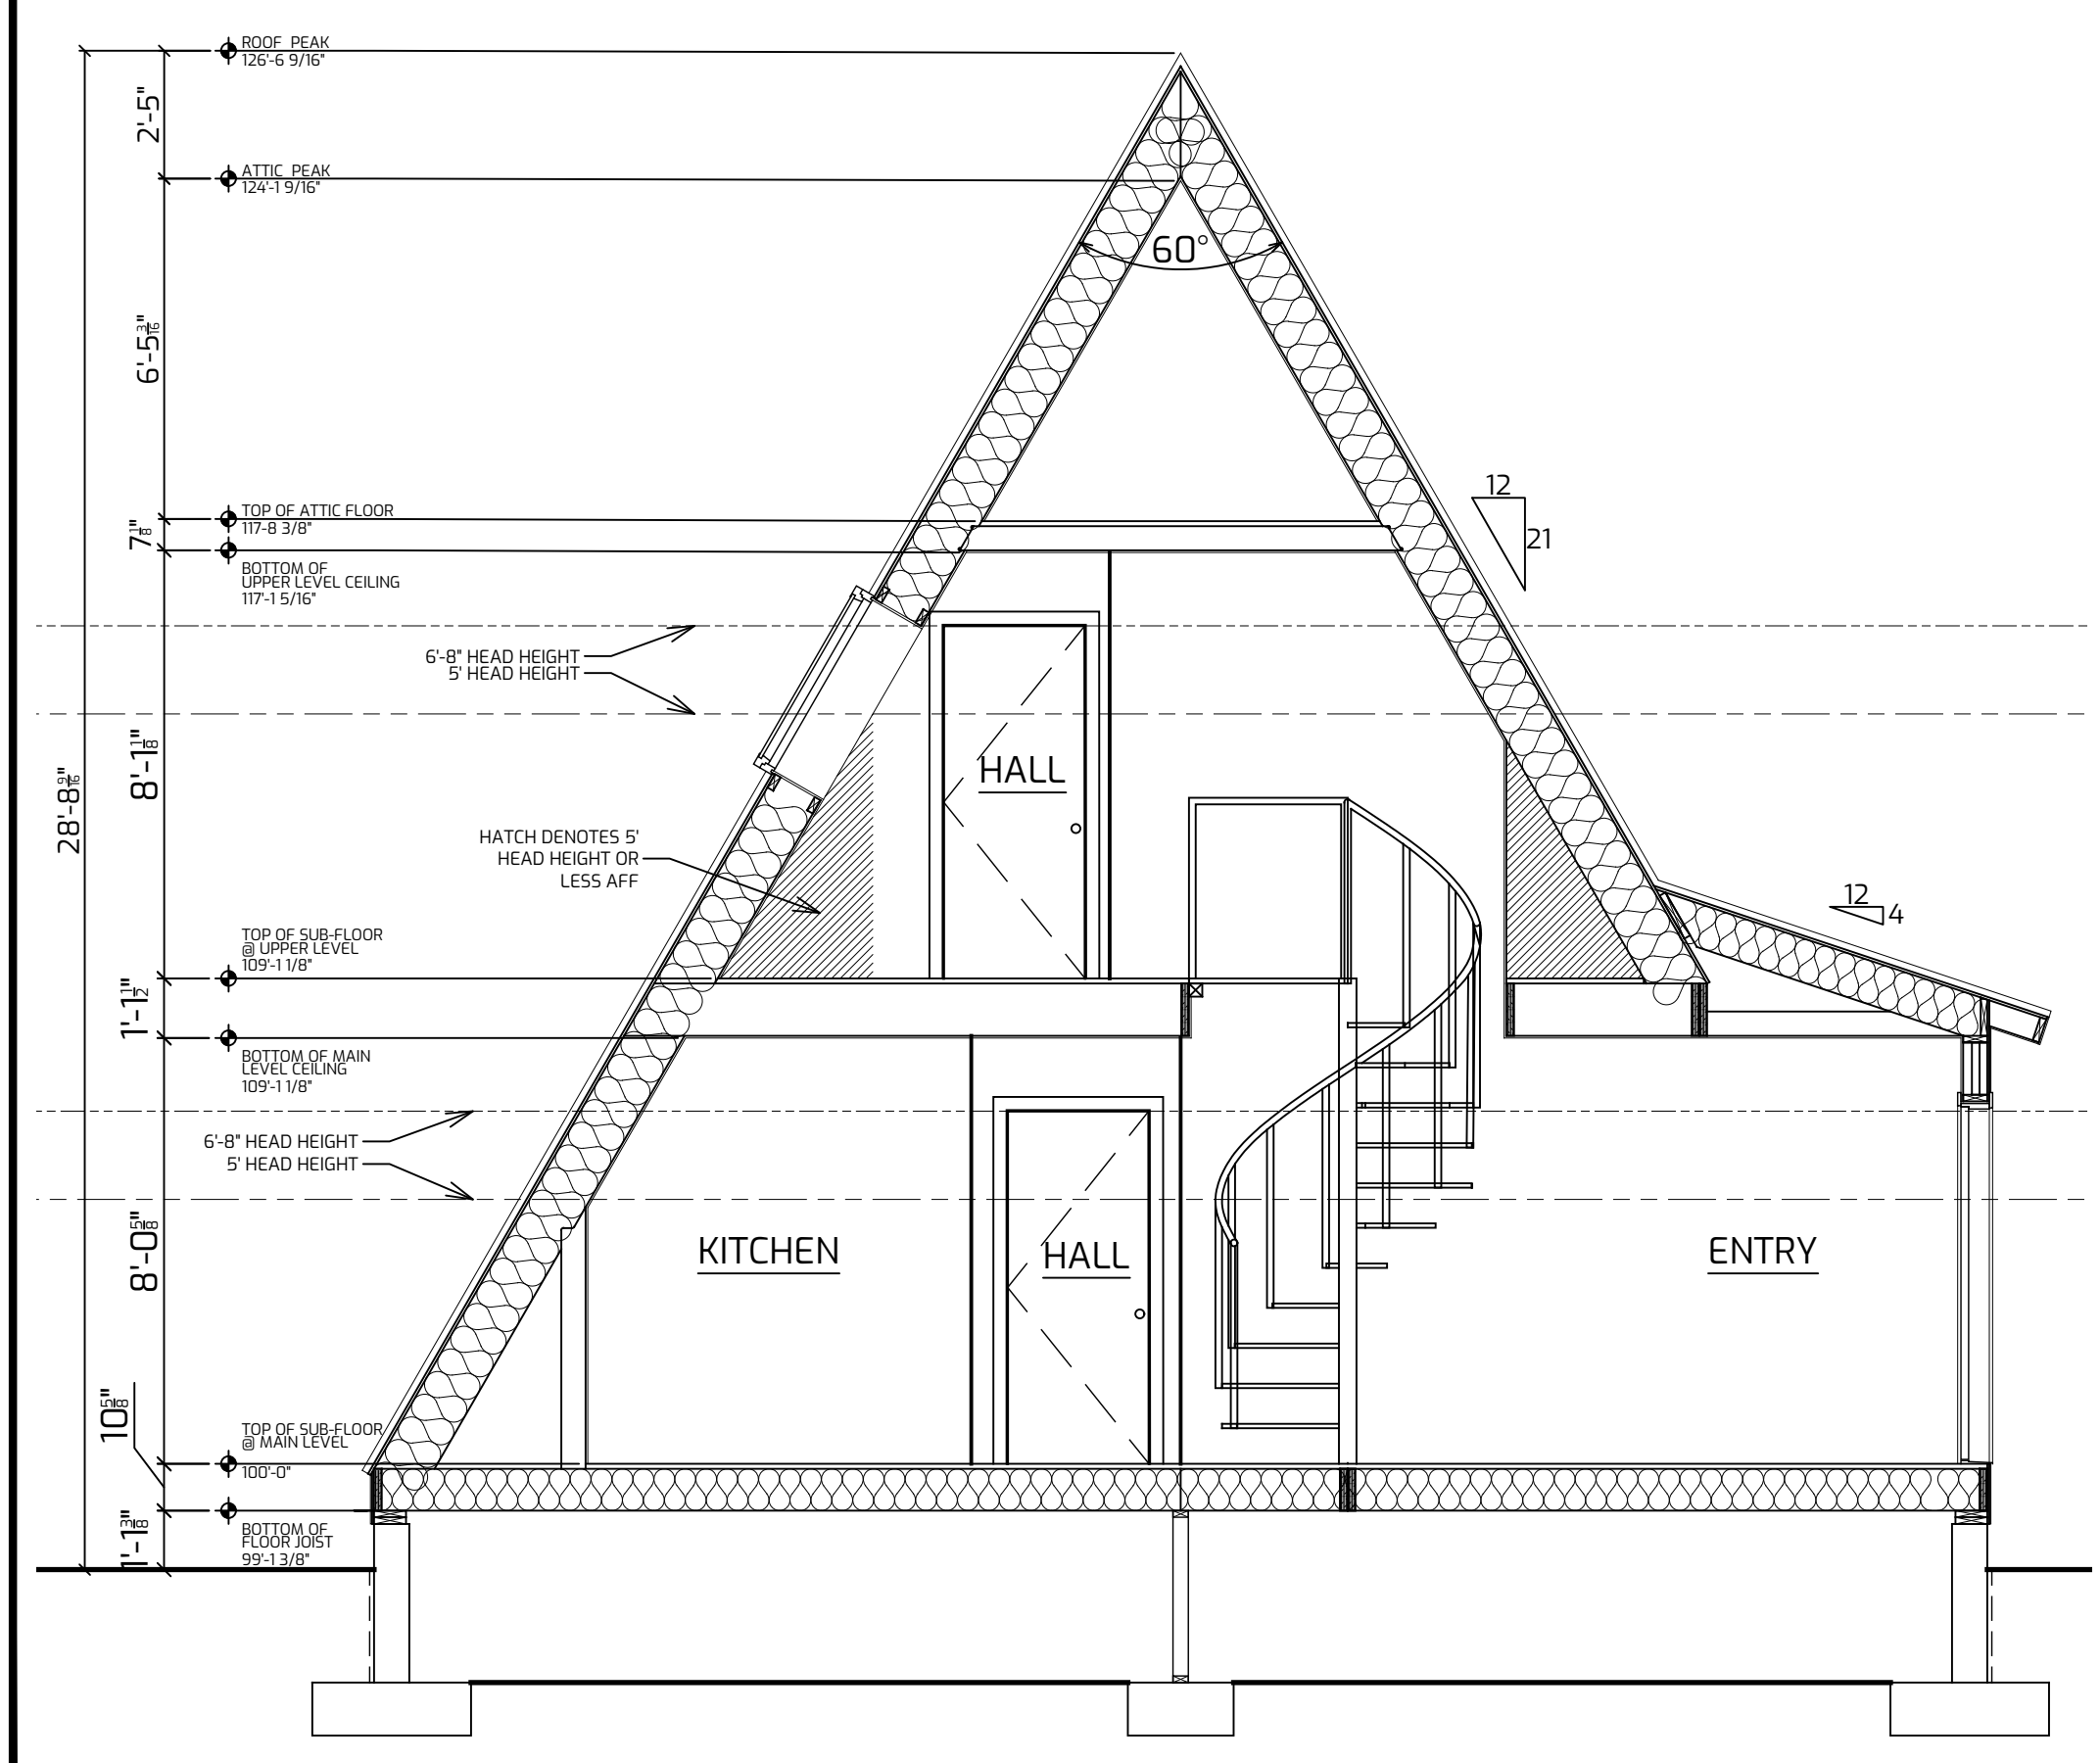 ROOF PEAK
126'-6 9/16"
2'-5"
ATTIC PEAK
124'-1 9/16"
60°
6'-5 3/16"
12
21
TOP OF ATTIC FLOOR
117-8 3/8"
7 1/8"
BOTTOM OF
UPPER LEVEL CEILING
117'-1 5/16"
6'-8" HEAD HEIGHT
5' HEAD HEIGHT
8'-1 1/8"
28'-8 9/16"
HALL
HATCH DENOTES 5'
HEAD HEIGHT OR
LESS AFF
12
4
TOP OF SUB-FLOOR
@ UPPER LEVEL
109'-1 1/8"
1'-1 1/2"
BOTTOM OF MAIN
LEVEL CEILING
109'-1 1/8"
6'-8" HEAD HEIGHT
5' HEAD HEIGHT
8'-0 5/8"
KITCHEN
HALL
ENTRY
10 5/8"
TOP OF SUB-FLOOR
@ MAIN LEVEL
100'-0"
1'-1 3/8"
BOTTOM OF
FLOOR JOIST
99'-1 3/8"